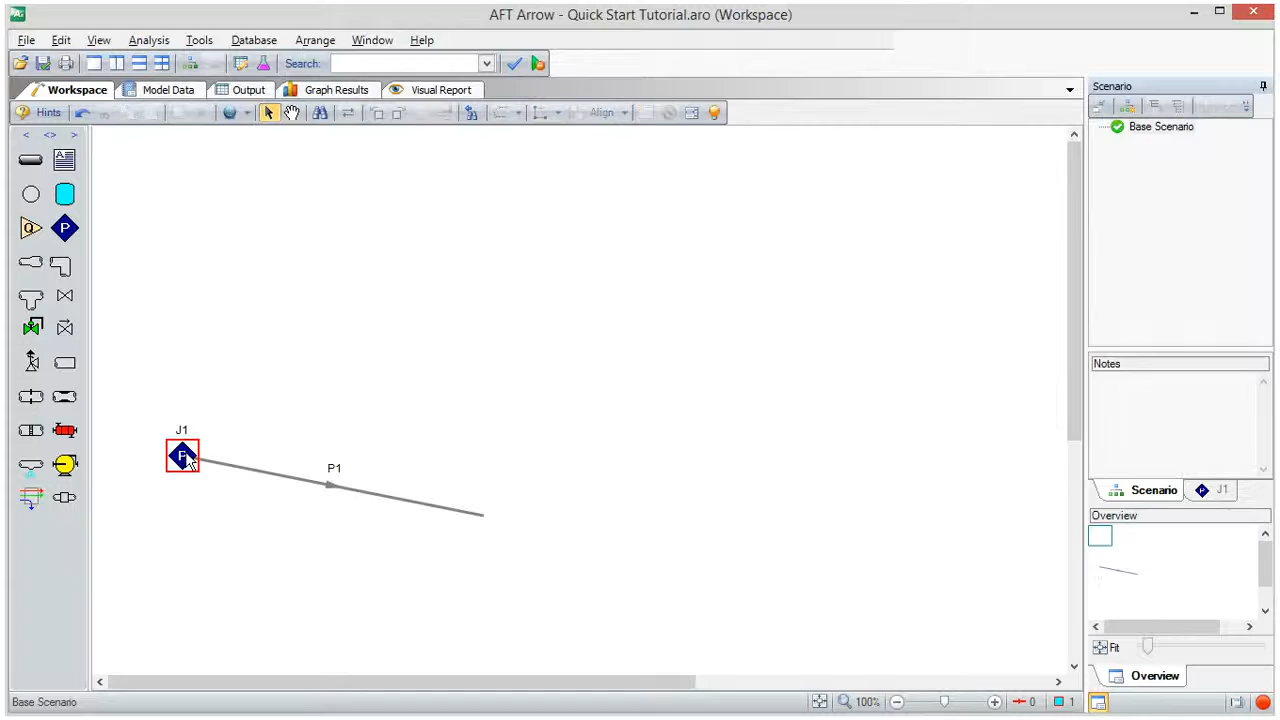 AFT Arrow - Quick Start Tutorial.aro (Workspace)
File Edit View Analysis Tools Database Arrange Window Help
Search:
Workspace Model Data Output Graph Results Visual Report
Hints Align
Scenario
Base Scenario
A
Q P
J1
P
P1
Notes
Scenario J1
Overview
Fit
Overview
Base Scenario 100% 0 1